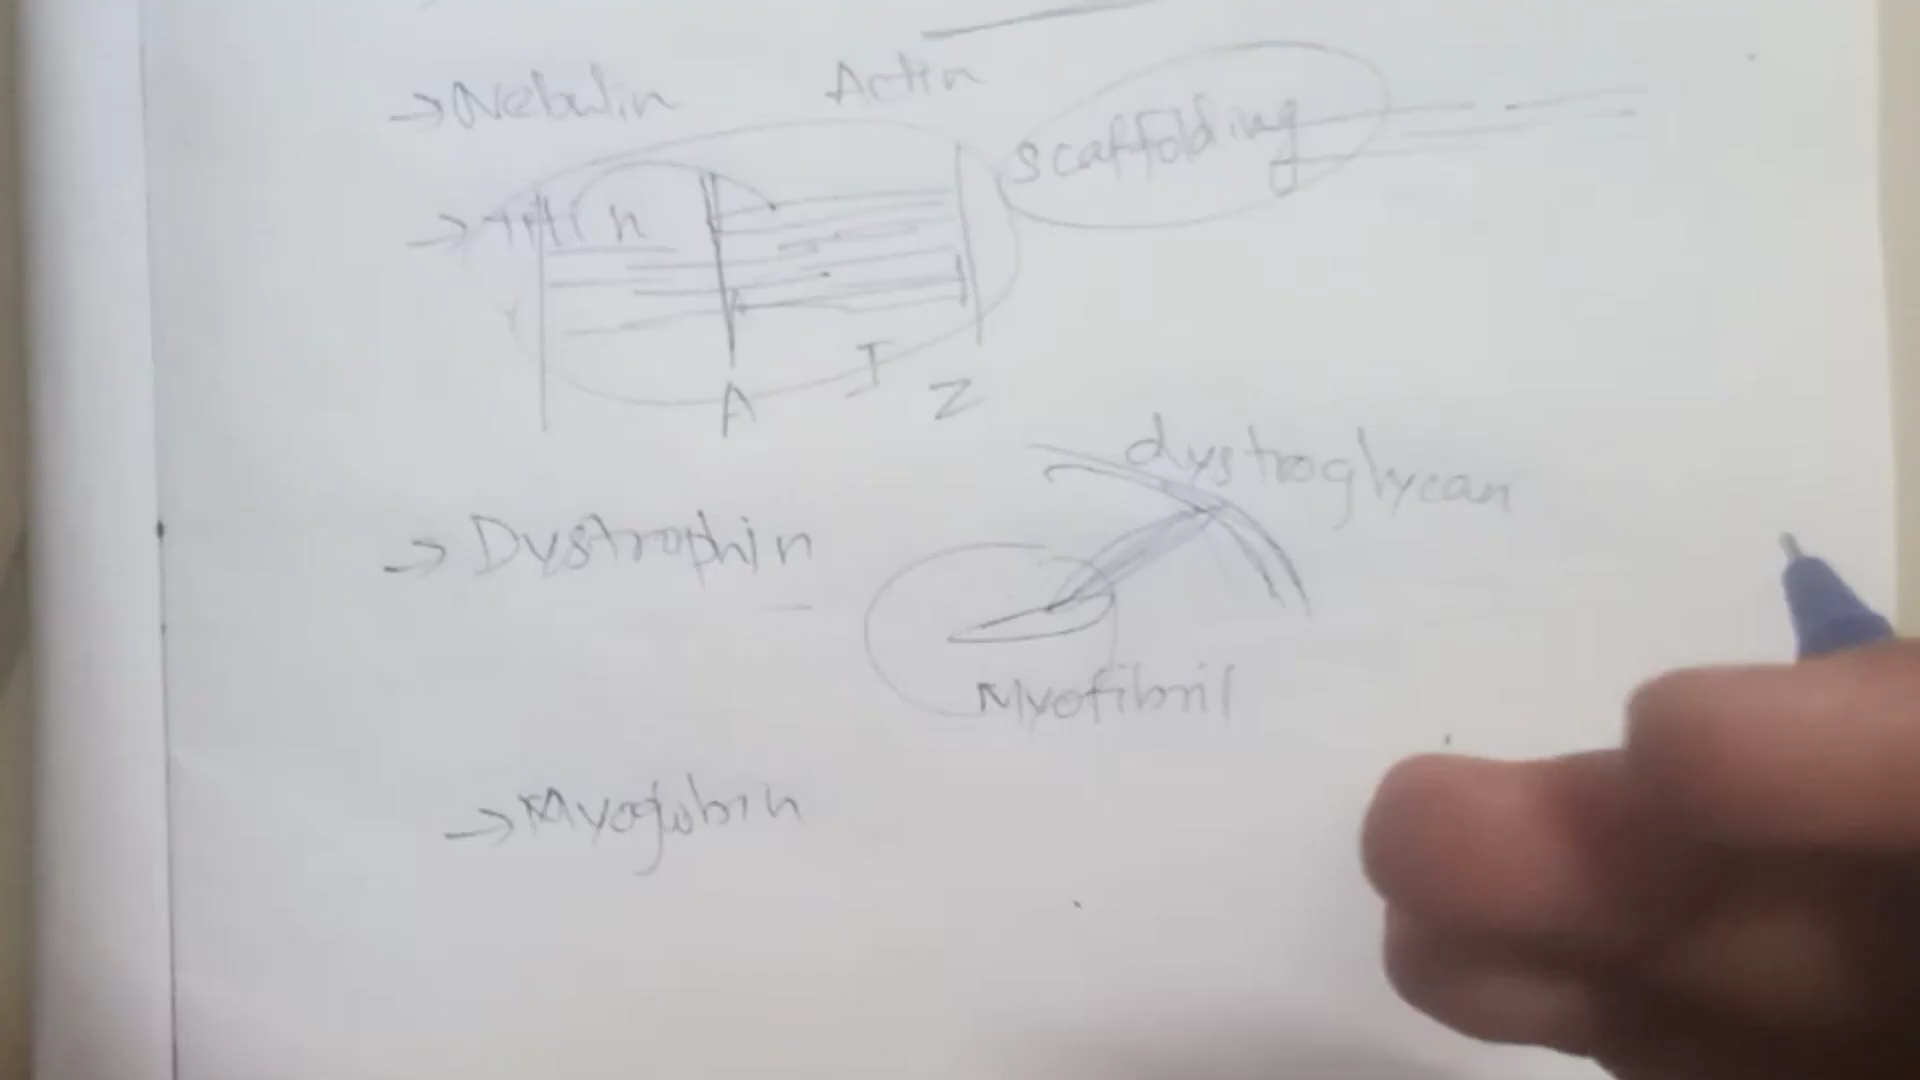 → Nebulin Actin
scaffolding
→ Titin
A I Z
dystroglycan
→ Dystrophin
Myofibril
→ Myoglobin